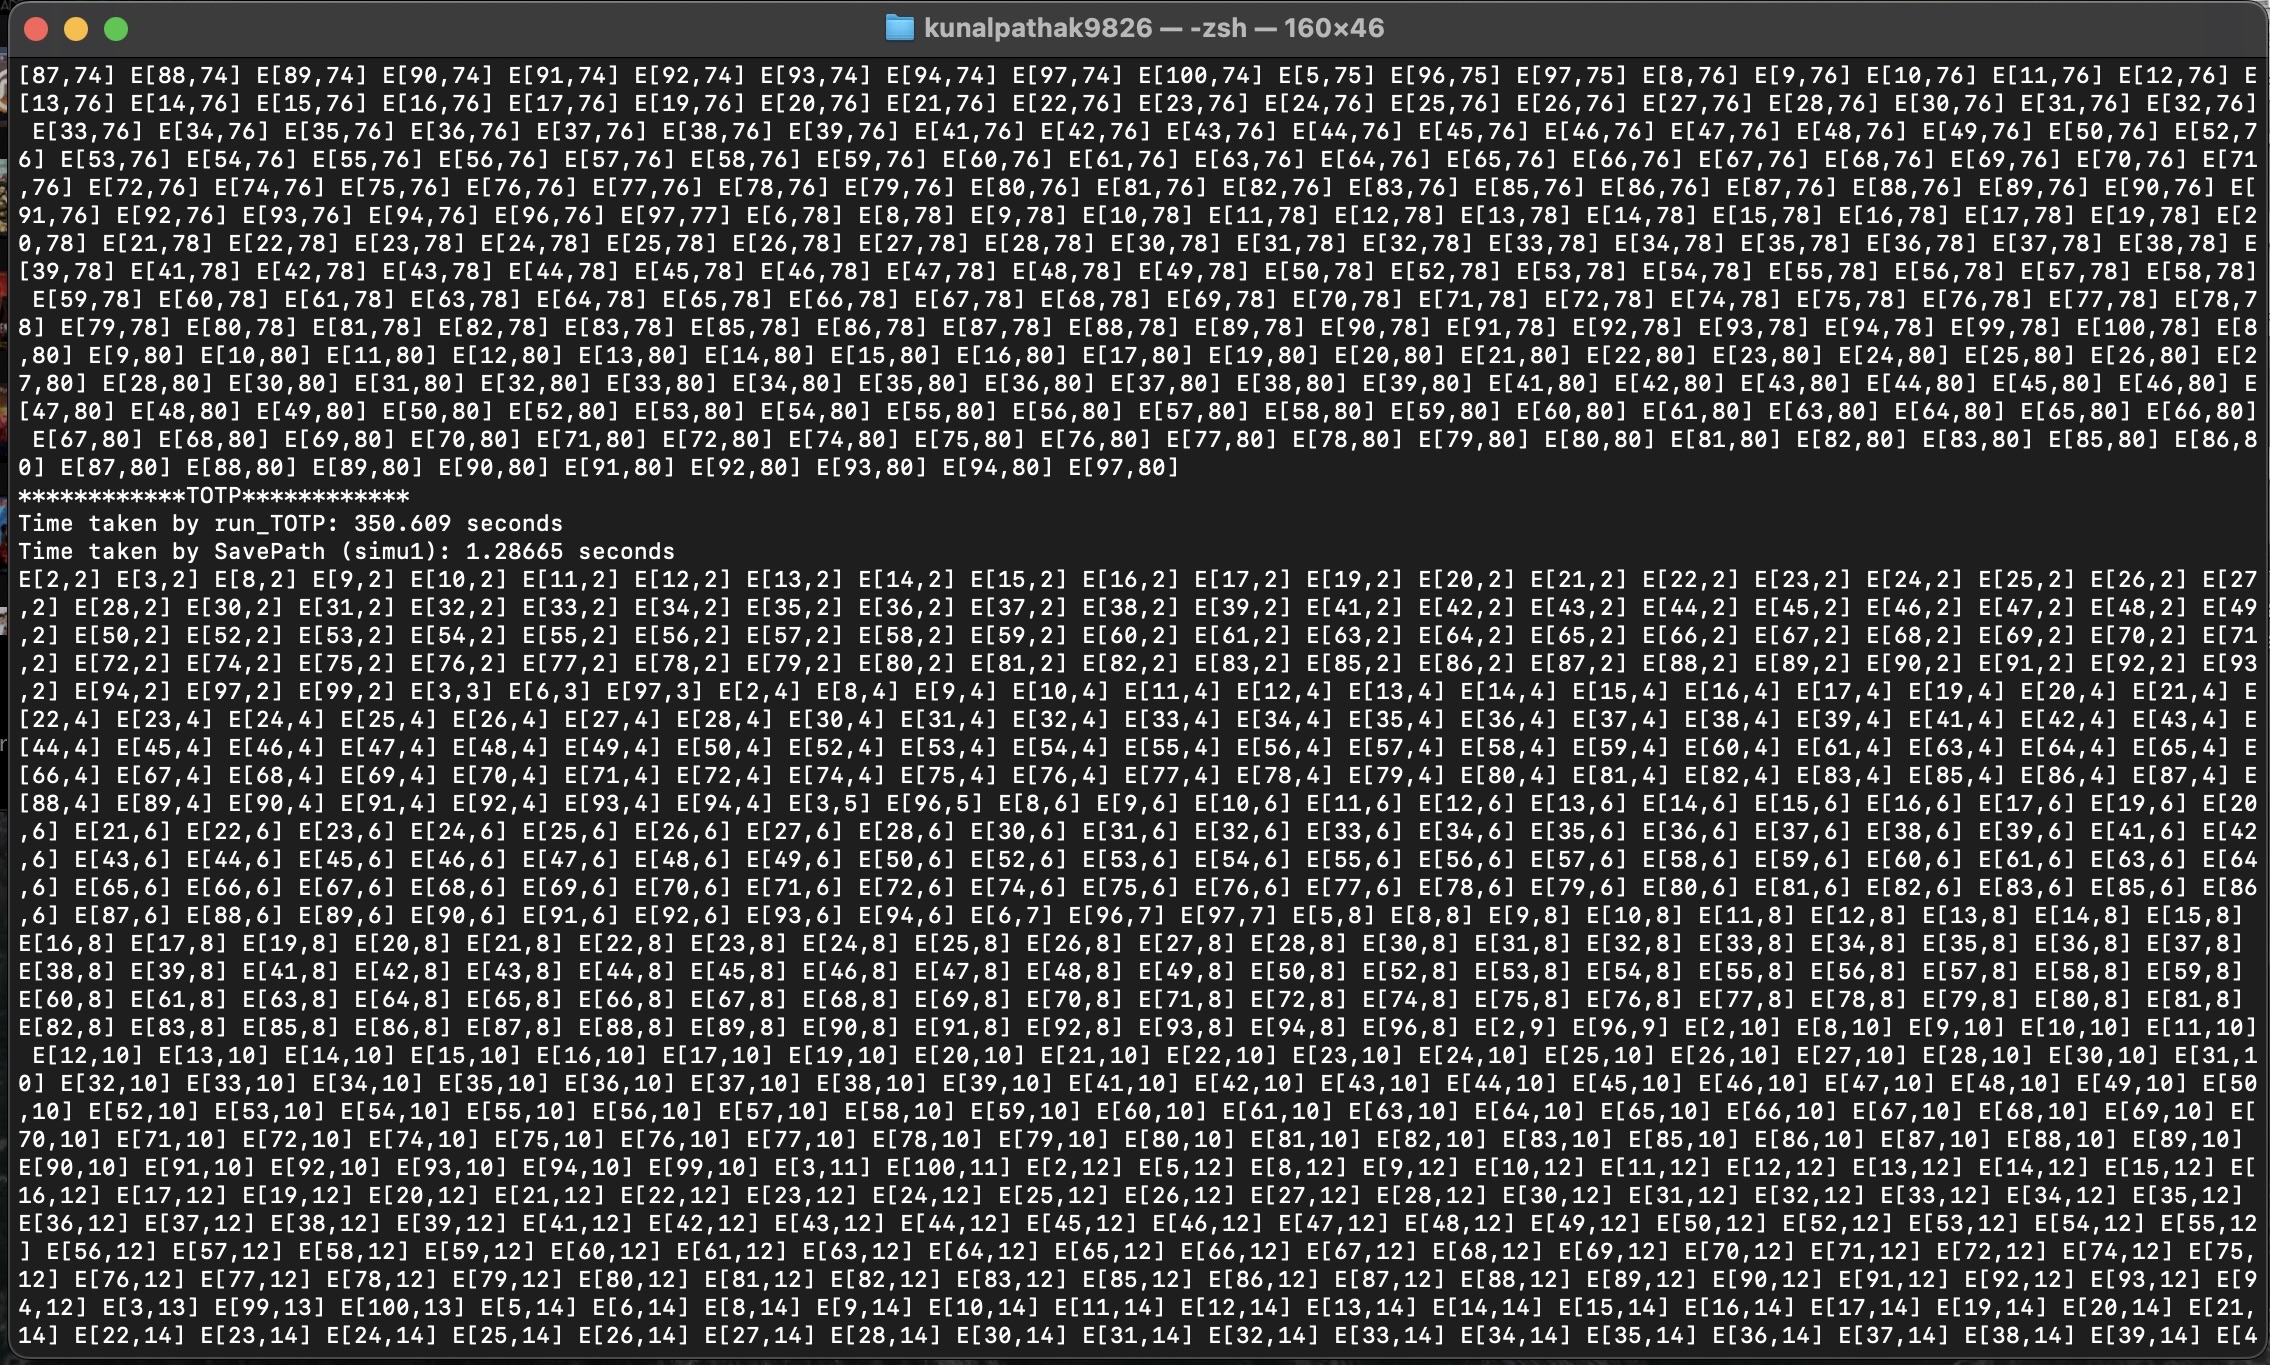 kunalpathak9826 — -zsh — 160×46
[87,74] E[88,74] E[89,74] E[90,74] E[91,74] E[92,74] E[93,74] E[94,74] E[97,74] E[100,74] E[5,75] E[96,75] E[97,75] E[8,76] E[9,76] E[10,76] E[11,76] E[12,76] E
[13,76] E[14,76] E[15,76] E[16,76] E[17,76] E[19,76] E[20,76] E[21,76] E[22,76] E[23,76] E[24,76] E[25,76] E[26,76] E[27,76] E[28,76] E[30,76] E[31,76] E[32,76]
 E[33,76] E[34,76] E[35,76] E[36,76] E[37,76] E[38,76] E[39,76] E[41,76] E[42,76] E[43,76] E[44,76] E[45,76] E[46,76] E[47,76] E[48,76] E[49,76] E[50,76] E[52,7
6] E[53,76] E[54,76] E[55,76] E[56,76] E[57,76] E[58,76] E[59,76] E[60,76] E[61,76] E[63,76] E[64,76] E[65,76] E[66,76] E[67,76] E[68,76] E[69,76] E[70,76] E[71
,76] E[72,76] E[74,76] E[75,76] E[76,76] E[77,76] E[78,76] E[79,76] E[80,76] E[81,76] E[82,76] E[83,76] E[85,76] E[86,76] E[87,76] E[88,76] E[89,76] E[90,76] E[
91,76] E[92,76] E[93,76] E[94,76] E[96,76] E[97,77] E[6,78] E[8,78] E[9,78] E[10,78] E[11,78] E[12,78] E[13,78] E[14,78] E[15,78] E[16,78] E[17,78] E[19,78] E[2
0,78] E[21,78] E[22,78] E[23,78] E[24,78] E[25,78] E[26,78] E[27,78] E[28,78] E[30,78] E[31,78] E[32,78] E[33,78] E[34,78] E[35,78] E[36,78] E[37,78] E[38,78] E
[39,78] E[41,78] E[42,78] E[43,78] E[44,78] E[45,78] E[46,78] E[47,78] E[48,78] E[49,78] E[50,78] E[52,78] E[53,78] E[54,78] E[55,78] E[56,78] E[57,78] E[58,78]
 E[59,78] E[60,78] E[61,78] E[63,78] E[64,78] E[65,78] E[66,78] E[67,78] E[68,78] E[69,78] E[70,78] E[71,78] E[72,78] E[74,78] E[75,78] E[76,78] E[77,78] E[78,7
8] E[79,78] E[80,78] E[81,78] E[82,78] E[83,78] E[85,78] E[86,78] E[87,78] E[88,78] E[89,78] E[90,78] E[91,78] E[92,78] E[93,78] E[94,78] E[99,78] E[100,78] E[8
,80] E[9,80] E[10,80] E[11,80] E[12,80] E[13,80] E[14,80] E[15,80] E[16,80] E[17,80] E[19,80] E[20,80] E[21,80] E[22,80] E[23,80] E[24,80] E[25,80] E[26,80] E[2
7,80] E[28,80] E[30,80] E[31,80] E[32,80] E[33,80] E[34,80] E[35,80] E[36,80] E[37,80] E[38,80] E[39,80] E[41,80] E[42,80] E[43,80] E[44,80] E[45,80] E[46,80] E
[47,80] E[48,80] E[49,80] E[50,80] E[52,80] E[53,80] E[54,80] E[55,80] E[56,80] E[57,80] E[58,80] E[59,80] E[60,80] E[61,80] E[63,80] E[64,80] E[65,80] E[66,80]
 E[67,80] E[68,80] E[69,80] E[70,80] E[71,80] E[72,80] E[74,80] E[75,80] E[76,80] E[77,80] E[78,80] E[79,80] E[80,80] E[81,80] E[82,80] E[83,80] E[85,80] E[86,8
0] E[87,80] E[88,80] E[89,80] E[90,80] E[91,80] E[92,80] E[93,80] E[94,80] E[97,80]
************TOTP************
Time taken by run_TOTP: 350.609 seconds
Time taken by SavePath (simu1): 1.28665 seconds
E[2,2] E[3,2] E[8,2] E[9,2] E[10,2] E[11,2] E[12,2] E[13,2] E[14,2] E[15,2] E[16,2] E[17,2] E[19,2] E[20,2] E[21,2] E[22,2] E[23,2] E[24,2] E[25,2] E[26,2] E[27
,2] E[28,2] E[30,2] E[31,2] E[32,2] E[33,2] E[34,2] E[35,2] E[36,2] E[37,2] E[38,2] E[39,2] E[41,2] E[42,2] E[43,2] E[44,2] E[45,2] E[46,2] E[47,2] E[48,2] E[49
,2] E[50,2] E[52,2] E[53,2] E[54,2] E[55,2] E[56,2] E[57,2] E[58,2] E[59,2] E[60,2] E[61,2] E[63,2] E[64,2] E[65,2] E[66,2] E[67,2] E[68,2] E[69,2] E[70,2] E[71
,2] E[72,2] E[74,2] E[75,2] E[76,2] E[77,2] E[78,2] E[79,2] E[80,2] E[81,2] E[82,2] E[83,2] E[85,2] E[86,2] E[87,2] E[88,2] E[89,2] E[90,2] E[91,2] E[92,2] E[93
,2] E[94,2] E[97,2] E[99,2] E[3,3] E[6,3] E[97,3] E[2,4] E[8,4] E[9,4] E[10,4] E[11,4] E[12,4] E[13,4] E[14,4] E[15,4] E[16,4] E[17,4] E[19,4] E[20,4] E[21,4] E
[22,4] E[23,4] E[24,4] E[25,4] E[26,4] E[27,4] E[28,4] E[30,4] E[31,4] E[32,4] E[33,4] E[34,4] E[35,4] E[36,4] E[37,4] E[38,4] E[39,4] E[41,4] E[42,4] E[43,4] E
[44,4] E[45,4] E[46,4] E[47,4] E[48,4] E[49,4] E[50,4] E[52,4] E[53,4] E[54,4] E[55,4] E[56,4] E[57,4] E[58,4] E[59,4] E[60,4] E[61,4] E[63,4] E[64,4] E[65,4] E
[66,4] E[67,4] E[68,4] E[69,4] E[70,4] E[71,4] E[72,4] E[74,4] E[75,4] E[76,4] E[77,4] E[78,4] E[79,4] E[80,4] E[81,4] E[82,4] E[83,4] E[85,4] E[86,4] E[87,4] E
[88,4] E[89,4] E[90,4] E[91,4] E[92,4] E[93,4] E[94,4] E[3,5] E[96,5] E[8,6] E[9,6] E[10,6] E[11,6] E[12,6] E[13,6] E[14,6] E[15,6] E[16,6] E[17,6] E[19,6] E[20
,6] E[21,6] E[22,6] E[23,6] E[24,6] E[25,6] E[26,6] E[27,6] E[28,6] E[30,6] E[31,6] E[32,6] E[33,6] E[34,6] E[35,6] E[36,6] E[37,6] E[38,6] E[39,6] E[41,6] E[42
,6] E[43,6] E[44,6] E[45,6] E[46,6] E[47,6] E[48,6] E[49,6] E[50,6] E[52,6] E[53,6] E[54,6] E[55,6] E[56,6] E[57,6] E[58,6] E[59,6] E[60,6] E[61,6] E[63,6] E[64
,6] E[65,6] E[66,6] E[67,6] E[68,6] E[69,6] E[70,6] E[71,6] E[72,6] E[74,6] E[75,6] E[76,6] E[77,6] E[78,6] E[79,6] E[80,6] E[81,6] E[82,6] E[83,6] E[85,6] E[86
,6] E[87,6] E[88,6] E[89,6] E[90,6] E[91,6] E[92,6] E[93,6] E[94,6] E[6,7] E[96,7] E[97,7] E[5,8] E[8,8] E[9,8] E[10,8] E[11,8] E[12,8] E[13,8] E[14,8] E[15,8]
E[16,8] E[17,8] E[19,8] E[20,8] E[21,8] E[22,8] E[23,8] E[24,8] E[25,8] E[26,8] E[27,8] E[28,8] E[30,8] E[31,8] E[32,8] E[33,8] E[34,8] E[35,8] E[36,8] E[37,8]
E[38,8] E[39,8] E[41,8] E[42,8] E[43,8] E[44,8] E[45,8] E[46,8] E[47,8] E[48,8] E[49,8] E[50,8] E[52,8] E[53,8] E[54,8] E[55,8] E[56,8] E[57,8] E[58,8] E[59,8]
E[60,8] E[61,8] E[63,8] E[64,8] E[65,8] E[66,8] E[67,8] E[68,8] E[69,8] E[70,8] E[71,8] E[72,8] E[74,8] E[75,8] E[76,8] E[77,8] E[78,8] E[79,8] E[80,8] E[81,8]
E[82,8] E[83,8] E[85,8] E[86,8] E[87,8] E[88,8] E[89,8] E[90,8] E[91,8] E[92,8] E[93,8] E[94,8] E[96,8] E[2,9] E[96,9] E[2,10] E[8,10] E[9,10] E[10,10] E[11,10]
 E[12,10] E[13,10] E[14,10] E[15,10] E[16,10] E[17,10] E[19,10] E[20,10] E[21,10] E[22,10] E[23,10] E[24,10] E[25,10] E[26,10] E[27,10] E[28,10] E[30,10] E[31,1
0] E[32,10] E[33,10] E[34,10] E[35,10] E[36,10] E[37,10] E[38,10] E[39,10] E[41,10] E[42,10] E[43,10] E[44,10] E[45,10] E[46,10] E[47,10] E[48,10] E[49,10] E[50
,10] E[52,10] E[53,10] E[54,10] E[55,10] E[56,10] E[57,10] E[58,10] E[59,10] E[60,10] E[61,10] E[63,10] E[64,10] E[65,10] E[66,10] E[67,10] E[68,10] E[69,10] E[
70,10] E[71,10] E[72,10] E[74,10] E[75,10] E[76,10] E[77,10] E[78,10] E[79,10] E[80,10] E[81,10] E[82,10] E[83,10] E[85,10] E[86,10] E[87,10] E[88,10] E[89,10]
E[90,10] E[91,10] E[92,10] E[93,10] E[94,10] E[99,10] E[3,11] E[100,11] E[2,12] E[5,12] E[8,12] E[9,12] E[10,12] E[11,12] E[12,12] E[13,12] E[14,12] E[15,12] E[
16,12] E[17,12] E[19,12] E[20,12] E[21,12] E[22,12] E[23,12] E[24,12] E[25,12] E[26,12] E[27,12] E[28,12] E[30,12] E[31,12] E[32,12] E[33,12] E[34,12] E[35,12]
E[36,12] E[37,12] E[38,12] E[39,12] E[41,12] E[42,12] E[43,12] E[44,12] E[45,12] E[46,12] E[47,12] E[48,12] E[49,12] E[50,12] E[52,12] E[53,12] E[54,12] E[55,12
] E[56,12] E[57,12] E[58,12] E[59,12] E[60,12] E[61,12] E[63,12] E[64,12] E[65,12] E[66,12] E[67,12] E[68,12] E[69,12] E[70,12] E[71,12] E[72,12] E[74,12] E[75,
12] E[76,12] E[77,12] E[78,12] E[79,12] E[80,12] E[81,12] E[82,12] E[83,12] E[85,12] E[86,12] E[87,12] E[88,12] E[89,12] E[90,12] E[91,12] E[92,12] E[93,12] E[9
4,12] E[3,13] E[99,13] E[100,13] E[5,14] E[6,14] E[8,14] E[9,14] E[10,14] E[11,14] E[12,14] E[13,14] E[14,14] E[15,14] E[16,14] E[17,14] E[19,14] E[20,14] E[21,
14] E[22,14] E[23,14] E[24,14] E[25,14] E[26,14] E[27,14] E[28,14] E[30,14] E[31,14] E[32,14] E[33,14] E[34,14] E[35,14] E[36,14] E[37,14] E[38,14] E[39,14] E[4